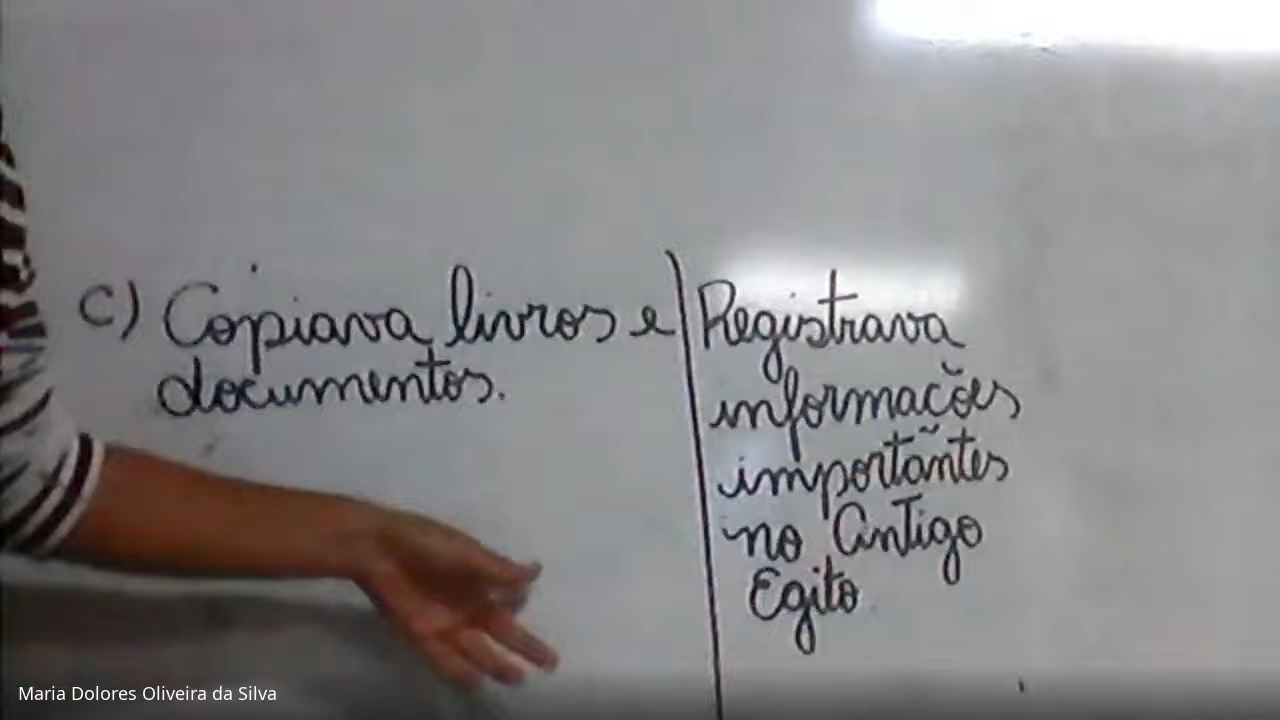 c) Copiava livros e
documentos.
Registrava
informações
importantes
no Antigo
Egito.
Maria Dolores Oliveira da Silva